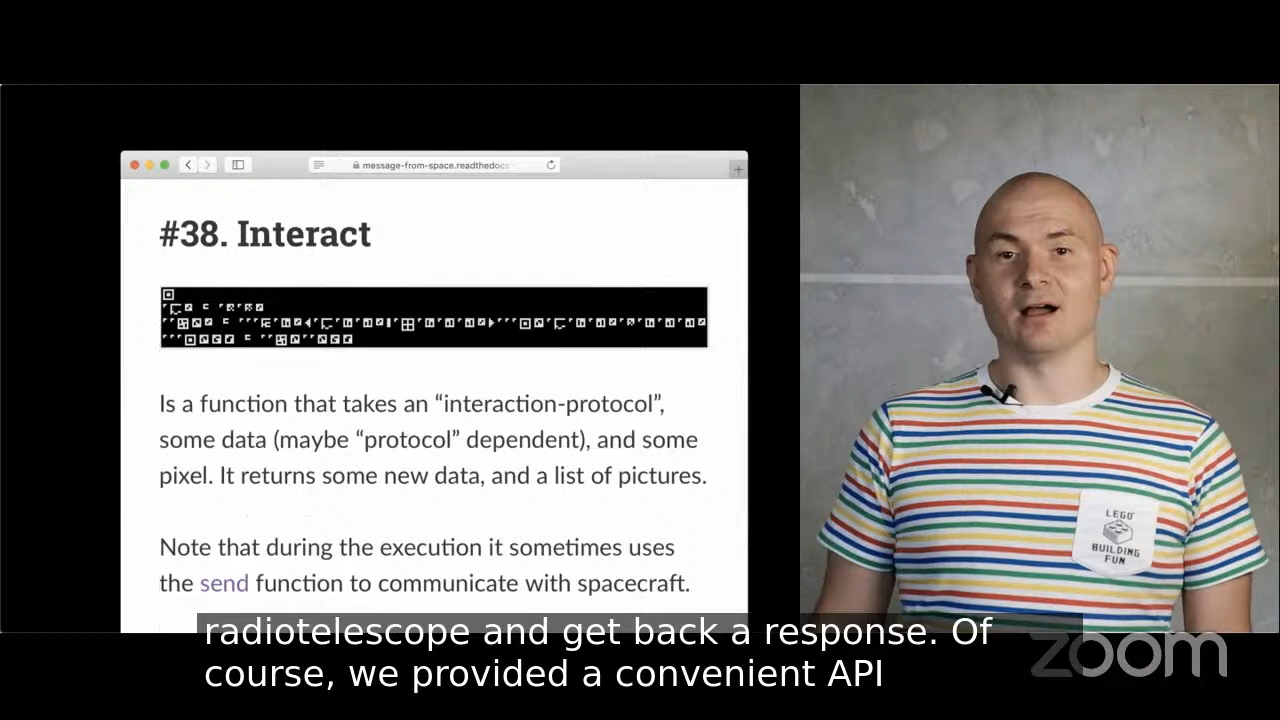 message-from-space.readthedocs
#38. Interact
Is a function that takes an “interaction-protocol”,
some data (maybe “protocol” dependent), and some
pixel. It returns some new data, and a list of pictures.
Note that during the execution it sometimes uses
the send function to communicate with spacecraft.
LEGO
BUILDING
FUN
radiotelescope and get back a response. Of
course, we provided a convenient API
zoom